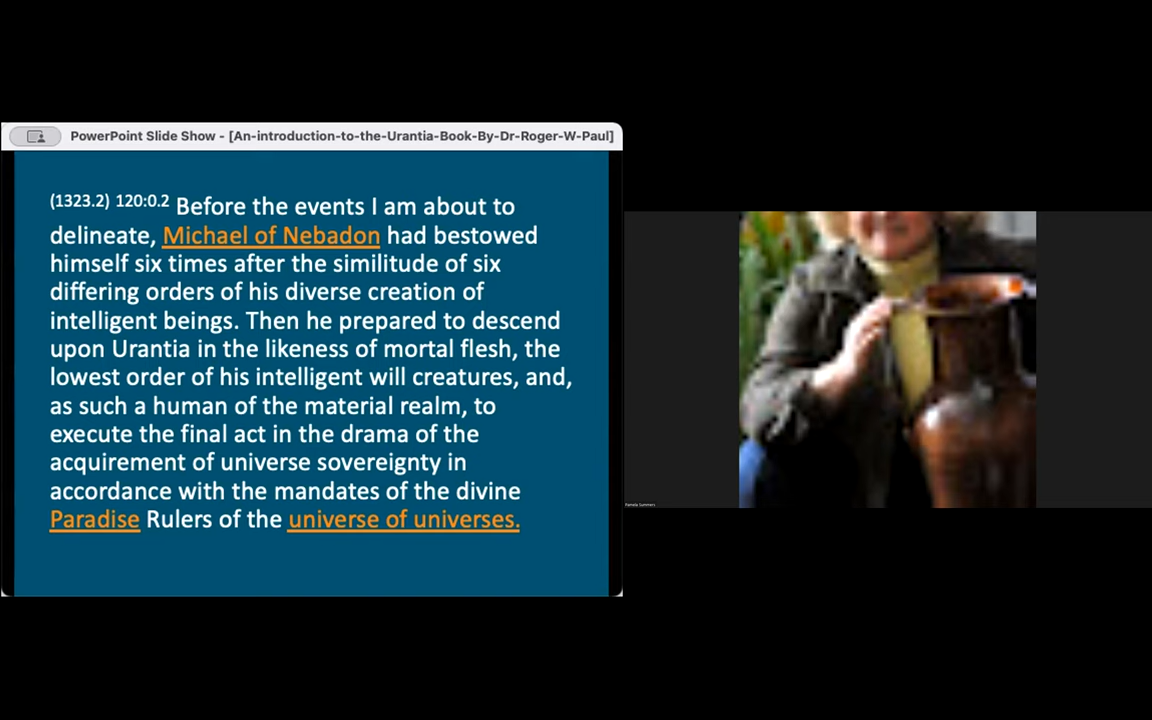 PowerPoint Slide Show - [An-introduction-to-the-Urantia-Book-By-Dr-Roger-W-Paul]
(1323.2) 120:0.2 Before the events I am about to
delineate, Michael of Nebadon had bestowed
himself six times after the similitude of six
differing orders of his diverse creation of
intelligent beings. Then he prepared to descend
upon Urantia in the likeness of mortal flesh, the
lowest order of his intelligent will creatures, and,
as such a human of the material realm, to
execute the final act in the drama of the
acquirement of universe sovereignty in
accordance with the mandates of the divine
Paradise Rulers of the universe of universes.
Pamela Summers